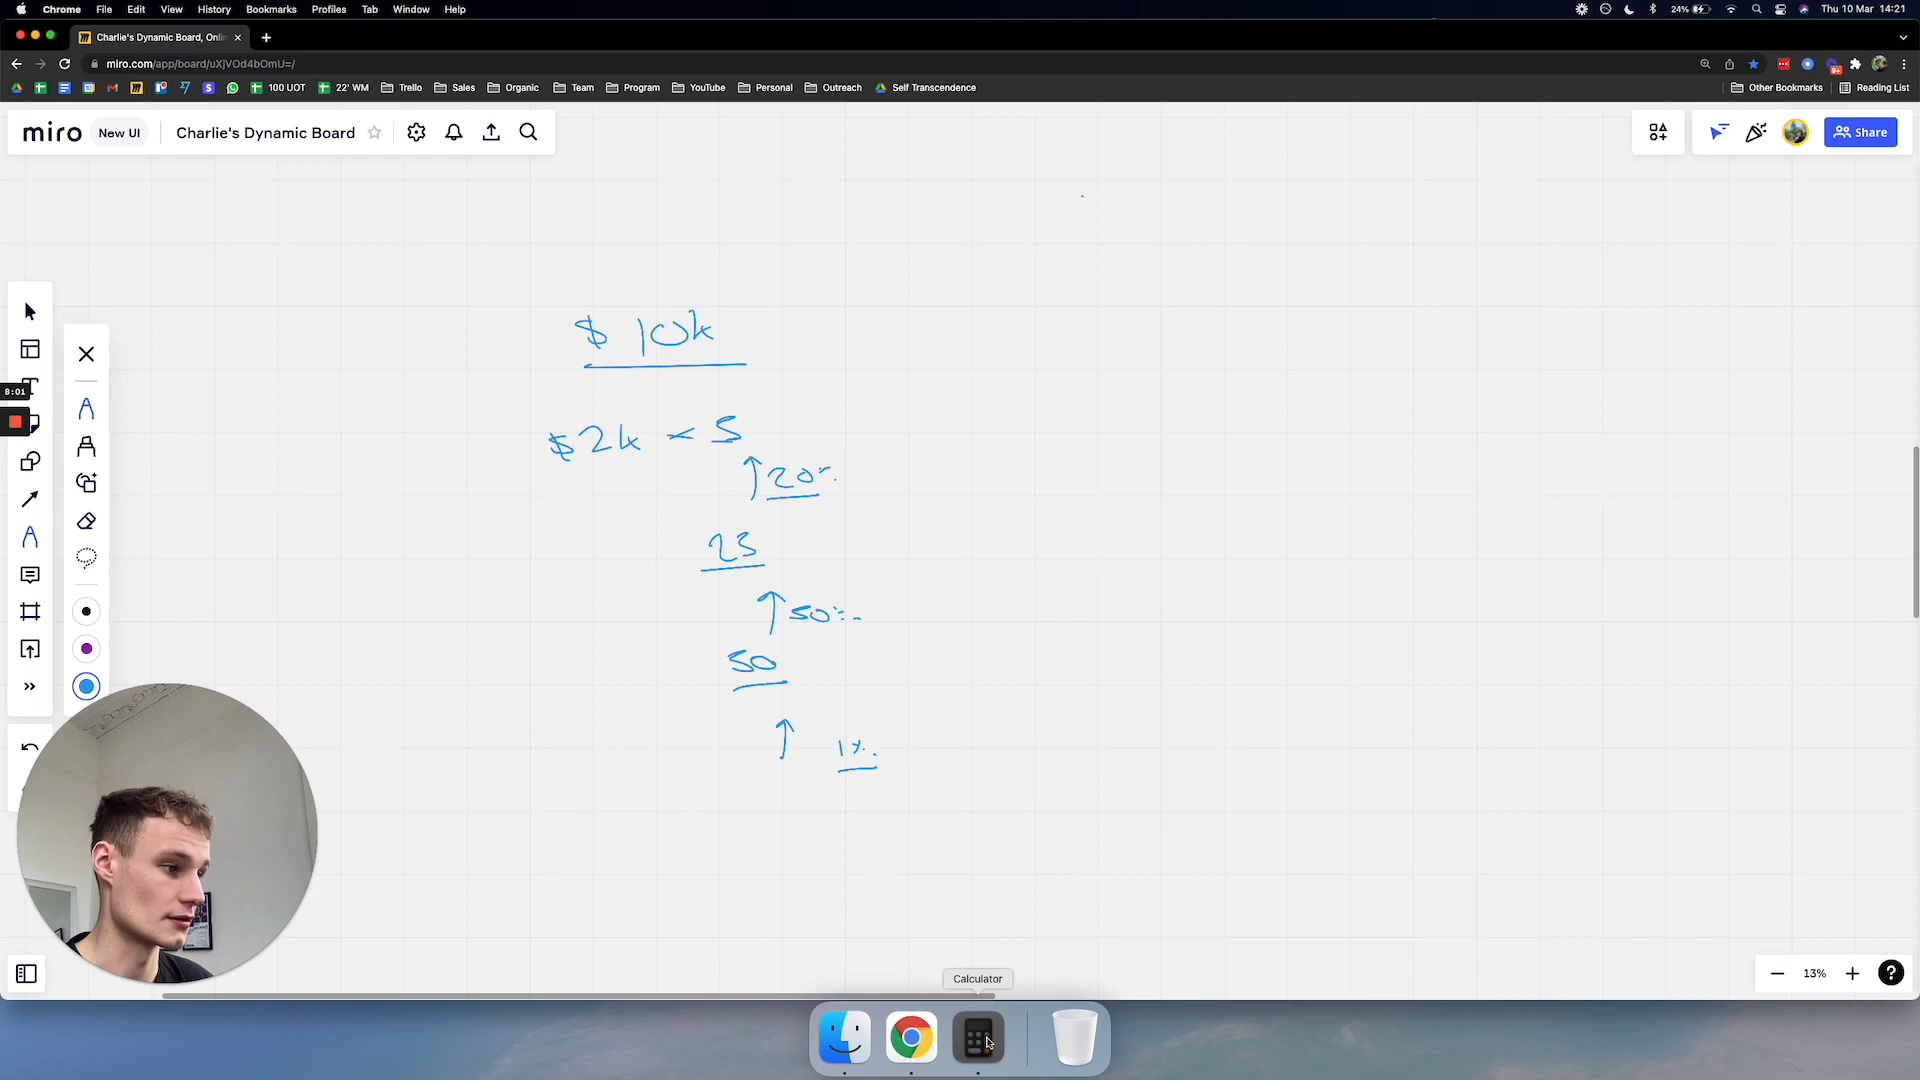 Chrome File Edit View History Bookmarks Profiles Tab Window Help 24% Thu 10 Mar 14:21
Charlie's Dynamic Board, Onli
miro.com/app/board/uXjVOd4bOmU=/
100 UOT 22' WM Trello Sales Organic Team Program YouTube Personal Outreach Self Transcendence Other Bookmarks Reading List
miro New UI Charlie's Dynamic Board Share
$ 10k
8:01
$2k × 5
20%
25
50%
50
1%
Calculator
13%